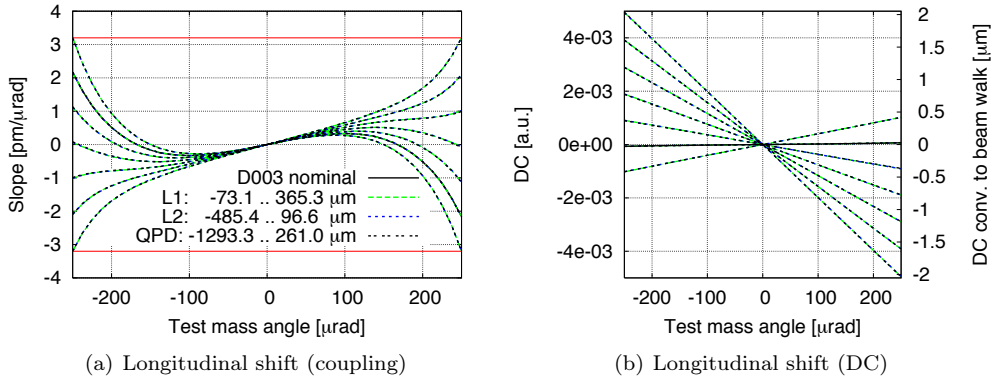 4
3
2
1
0
-1
-2
-3
-4
Slope [pm/μrad]
D003 nominal
L1: -73.1 .. 365.3 μm
L2: -485.4 .. 96.6 μm
QPD: -1293.3 .. 261.0 μm
-200 -100 0 100 200
Test mass angle [μrad]
(a) Longitudinal shift (coupling)
4e-03
2e-03
0e+00
-2e-03
-4e-03
DC [a.u.]
2
1.5
1
0.5
0
-0.5
-1
-1.5
-2
DC conv. to beam walk [μm]
-200 -100 0 100 200
Test mass angle [μrad]
(b) Longitudinal shift (DC)